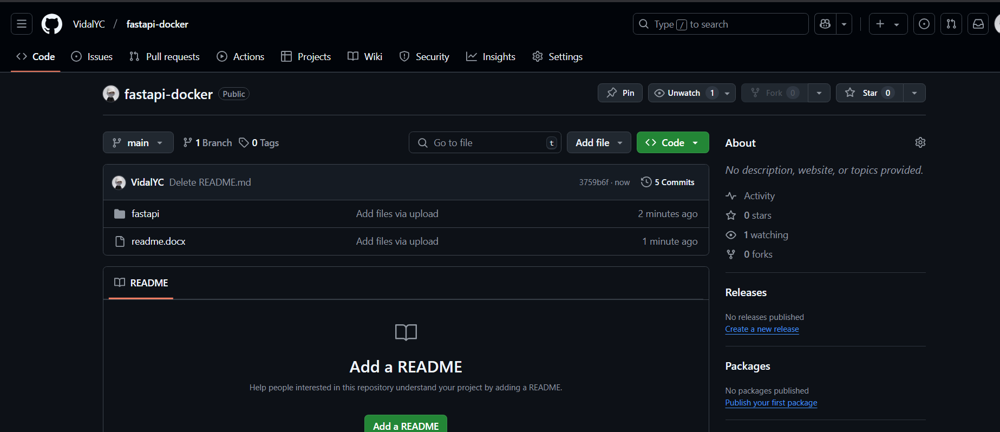 VidalYC / fastapi-docker
Type / to search
Code Issues Pull requests Actions Projects Wiki Security Insights Settings
fastapi-docker Public
Pin Unwatch 1 Fork 0 Star 0
main 1 Branch 0 Tags
Go to file t
Add file Code
VidalYC Delete README.md 3759b6f · now 5 Commits
fastapi Add files via upload 2 minutes ago
readme.docx Add files via upload 1 minute ago
README
Add a README
Help people interested in this repository understand your project by adding a README.
Add a README
About
No description, website, or topics provided.
Activity
0 stars
1 watching
0 forks
Releases
No releases published
Create a new release
Packages
No packages published
Publish your first package